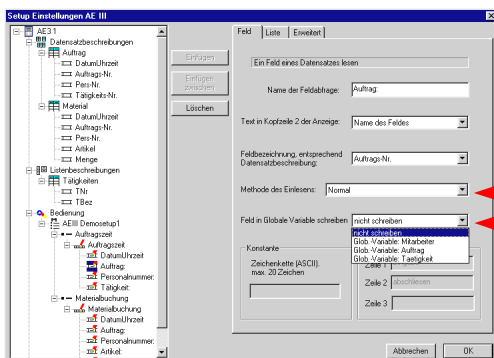 Setup Einstellungen AE III
AE3 1
Datensatzbeschreibungen
Auftrag
DatumUhrzeit
Auftrags-Nr.
Pers-Nr.
Tätigkeits-Nr.
Material
DatumUhrzeit
Auftrags-Nr.
Pers-Nr.
Artikel
Menge
Listenbeschreibungen
Tätigkeiten
TNr
TBez
Bedienung
AEIII Demosetup1
Auftragszeit
Auftragszeit
DatumUhrzeit
Auftrag:
Personalnummer:
Tätigkeit:
Materialbuchung
Materialbuchung
DatumUhrzeit
Auftrag:
Personalnummer:
Artikel:
Einfügen
Einfügen zwischen
Löschen
Feld Liste Erweitert
Ein Feld eines Datensatzes lesen
Name der Feldabfrage: Auftrag:
Text in Kopfzeile 2 der Anzeige: Name des Feldes
Feldbezeichnung, entsprechend Datensatzbeschreibung: Auftrags-Nr.
Methode des Einlesens: Normal
Feld in Globale Variable schreiben nicht schreiben
nicht schreiben
Glob.-Variable: Mitarbeiter
Glob.-Variable: Auftrag
Glob.-Variable: Taetigkeit
Konstante
Zeichenkette (ASCII).
max. 20 Zeichen
Zeile 1
Zeile 2 abschliesen
Zeile 3
Abbrechen OK